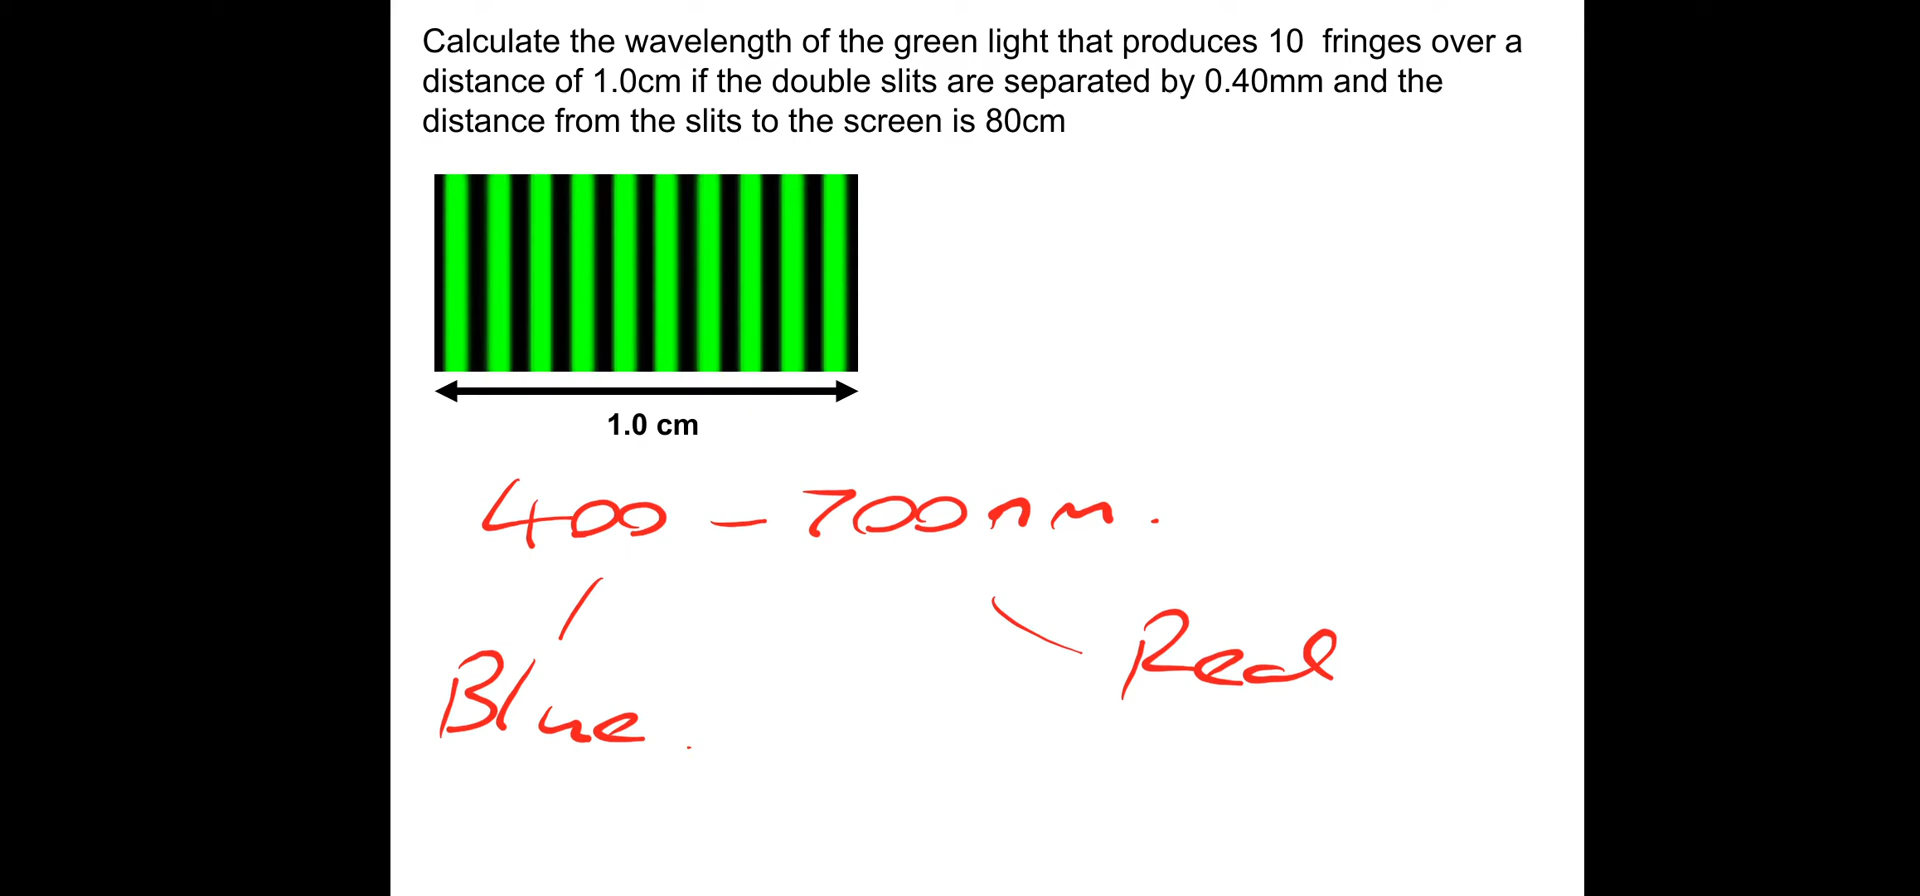 Calculate the wavelength of the green light that produces 10 fringes over a
distance of 1.0cm if the double slits are separated by 0.40mm and the
distance from the slits to the screen is 80cm
1.0 cm
400 - 700nm.
Blue.
Red